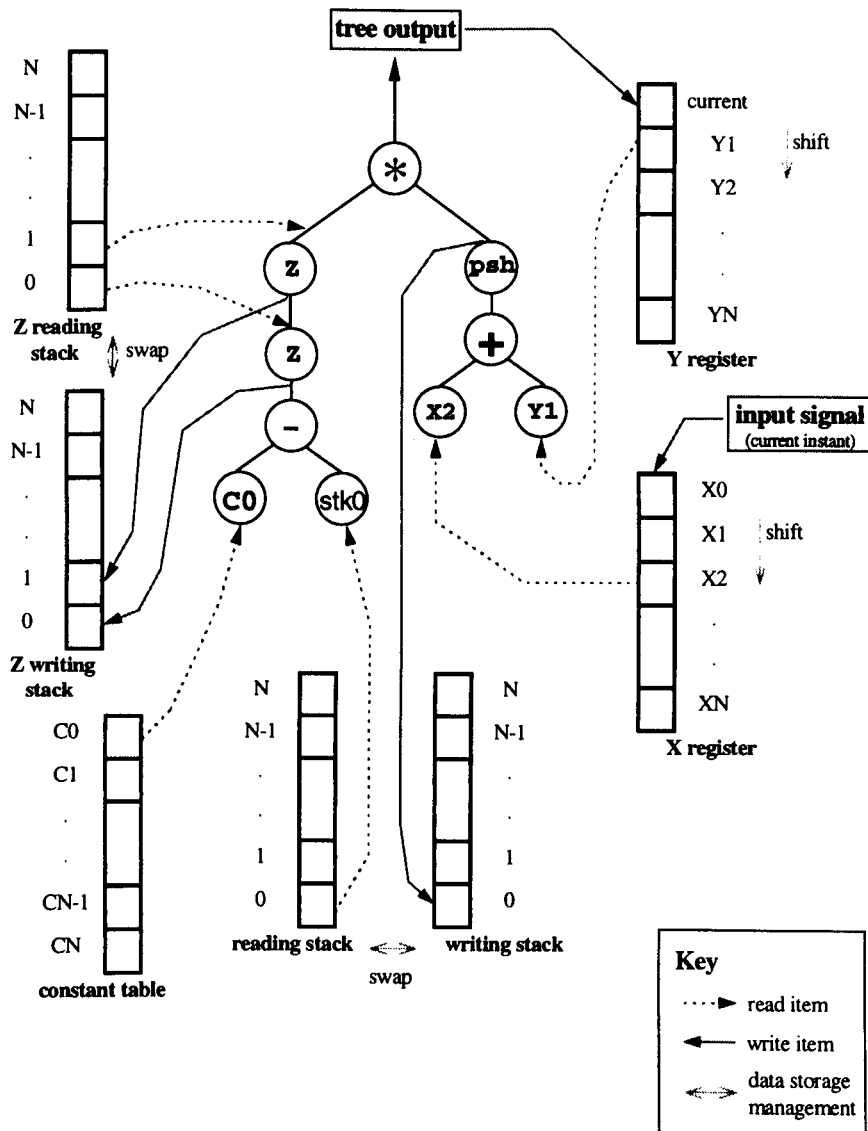 tree output
N
N-1
.
.
1
0
Z reading
stack
swap
N
N-1
.
.
1
0
Z writing
stack
*
z
z
-
C0
stk0
psh
+
X2
Y1
current
Y1
Y2
.
.
YN
Y register
shift
input signal
(current instant)
X0
X1
X2
.
.
XN
X register
shift
C0
C1
.
.
CN-1
CN
constant table
N
N-1
.
.
1
0
reading stack
swap
N
N-1
.
.
1
0
writing stack
Key
read item
write item
data storage
management